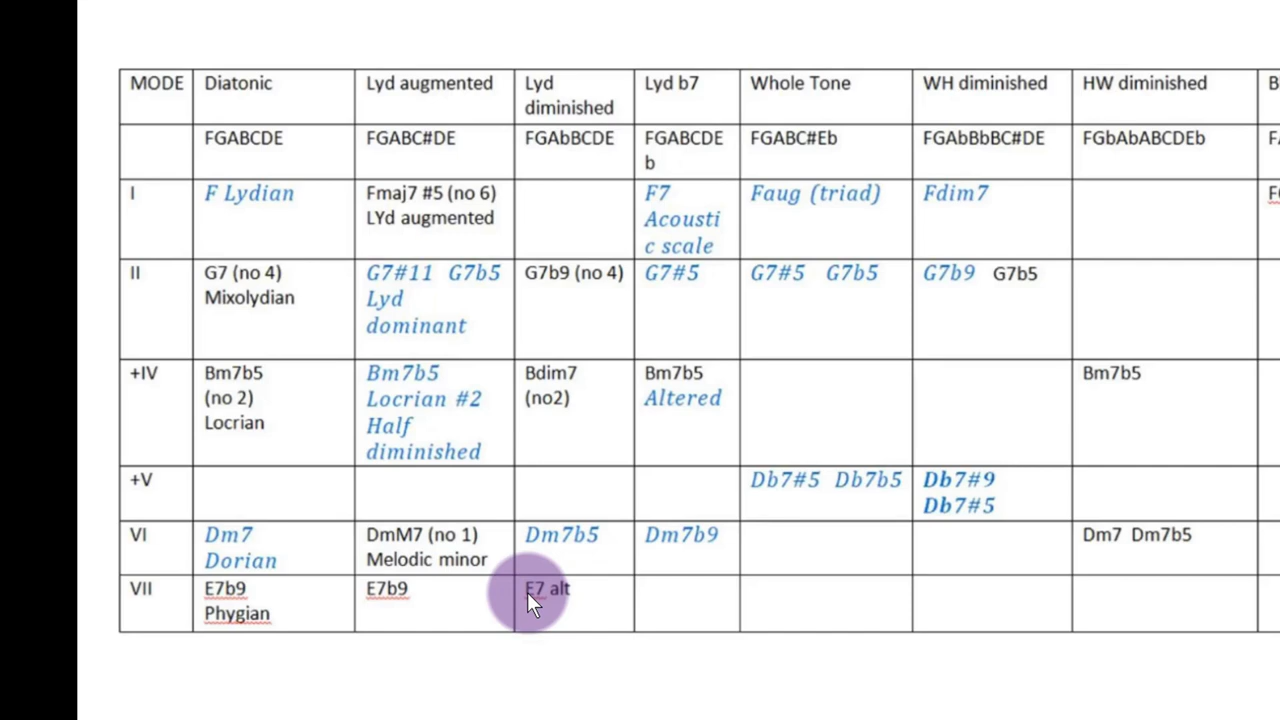 MODE Diatonic Lyd augmented Lyd Whole Tone WH diminished HW diminished B
diminished Lyd b7
FGABCDE FGABC#DE FGAbBCDE FGABCDE FGABC#Eb FGAbBbBC#DE FGbAbABCDEb
b
I F Lydian Fmaj7 #5 (no 6) F7 Faug (triad) Fdim7
LYd augmented Acousti
c scale
II G7 (no 4) G7#11 G7b5 G7b9 (no 4) G7#5 G7#5 G7b5 G7b9 G7b5
Mixolydian Lyd
dominant
+IV Bm7b5 Bm7b5 Bdim7 Bm7b5 Bm7b5
(no 2) Locrian #2 (no2) Altered
Locrian Half
diminished
+V Db7#5 Db7b5 Db7#9
Db7#5
VI Dm7 DmM7 (no 1) Dm7b5 Dm7b9 Dm7 Dm7b5
Dorian Melodic minor
VII E7b9 E7b9 E7 alt
Phygian